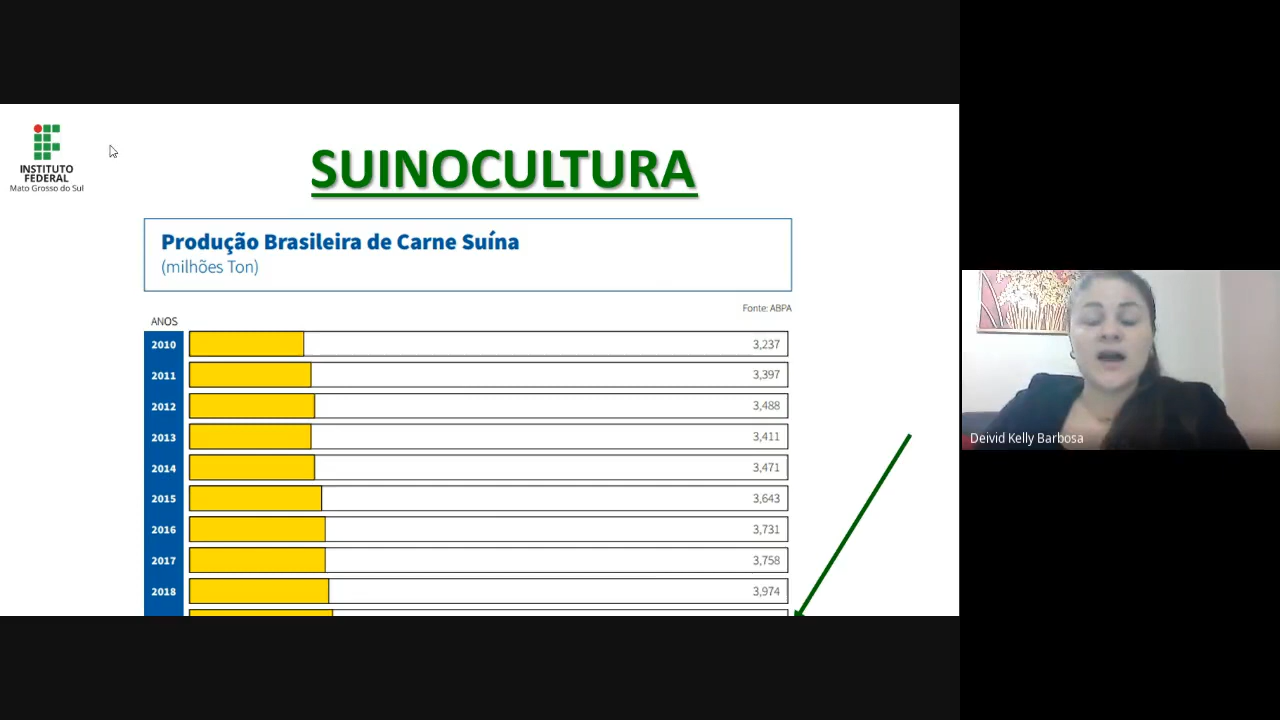 INSTITUTO
FEDERAL
Mato Grosso do Sul
SUINOCULTURA
Produção Brasileira de Carne Suína
(milhões Ton)
Fonte: ABPA
ANOS
2010 3,237
2011 3,397
2012 3,488
2013 3,411
2014 3,471
2015 3,643
2016 3,731
2017 3,758
2018 3,974
Deivid Kelly Barbosa